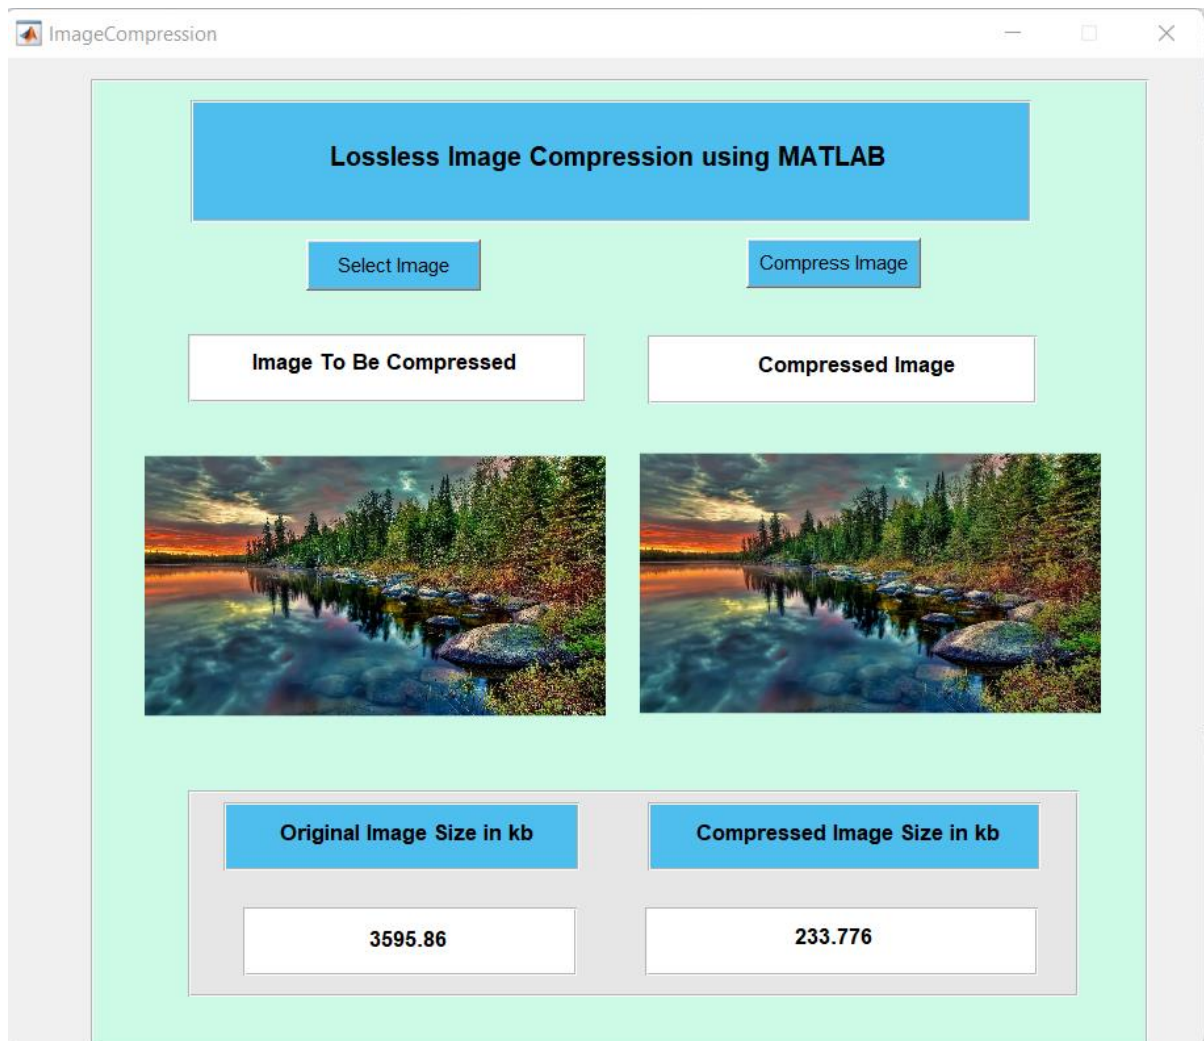 ImageCompression
Lossless Image Compression using MATLAB
Select Image
Compress Image
Image To Be Compressed
Compressed Image
Original Image Size in kb
Compressed Image Size in kb
3595.86
233.776